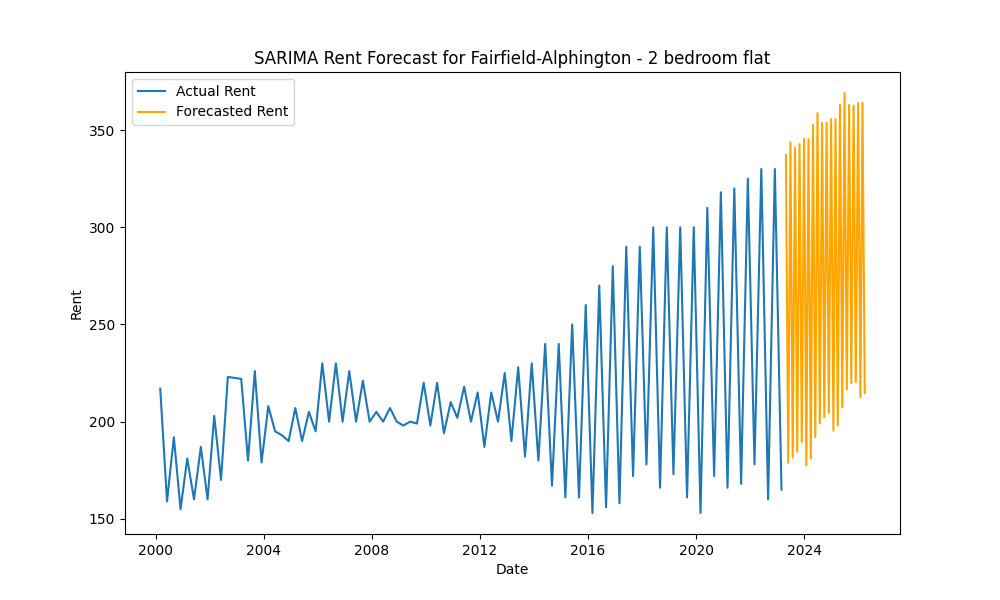 SARIMA Rent Forecast for Fairfield-Alphington - 2 bedroom flat
Actual Rent
Forecasted Rent
350
300
250
200
150
Rent
2000 2004 2008 2012 2016 2020 2024
Date